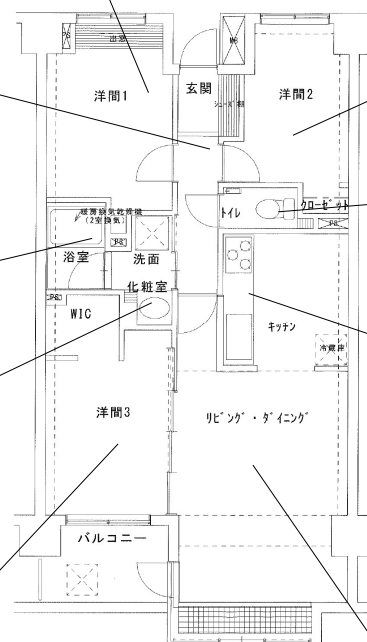 PS
出窓
MB
洋間1
玄関
洋間2
シューズ棚
トイレ
クローゼット
PS
暖房換気乾燥機
(2室換気)
PS
浴室
洗面
化粧室
PS
WIC
キッチン
冷蔵庫
洋間3
リビング・ダイニング
バルコニー